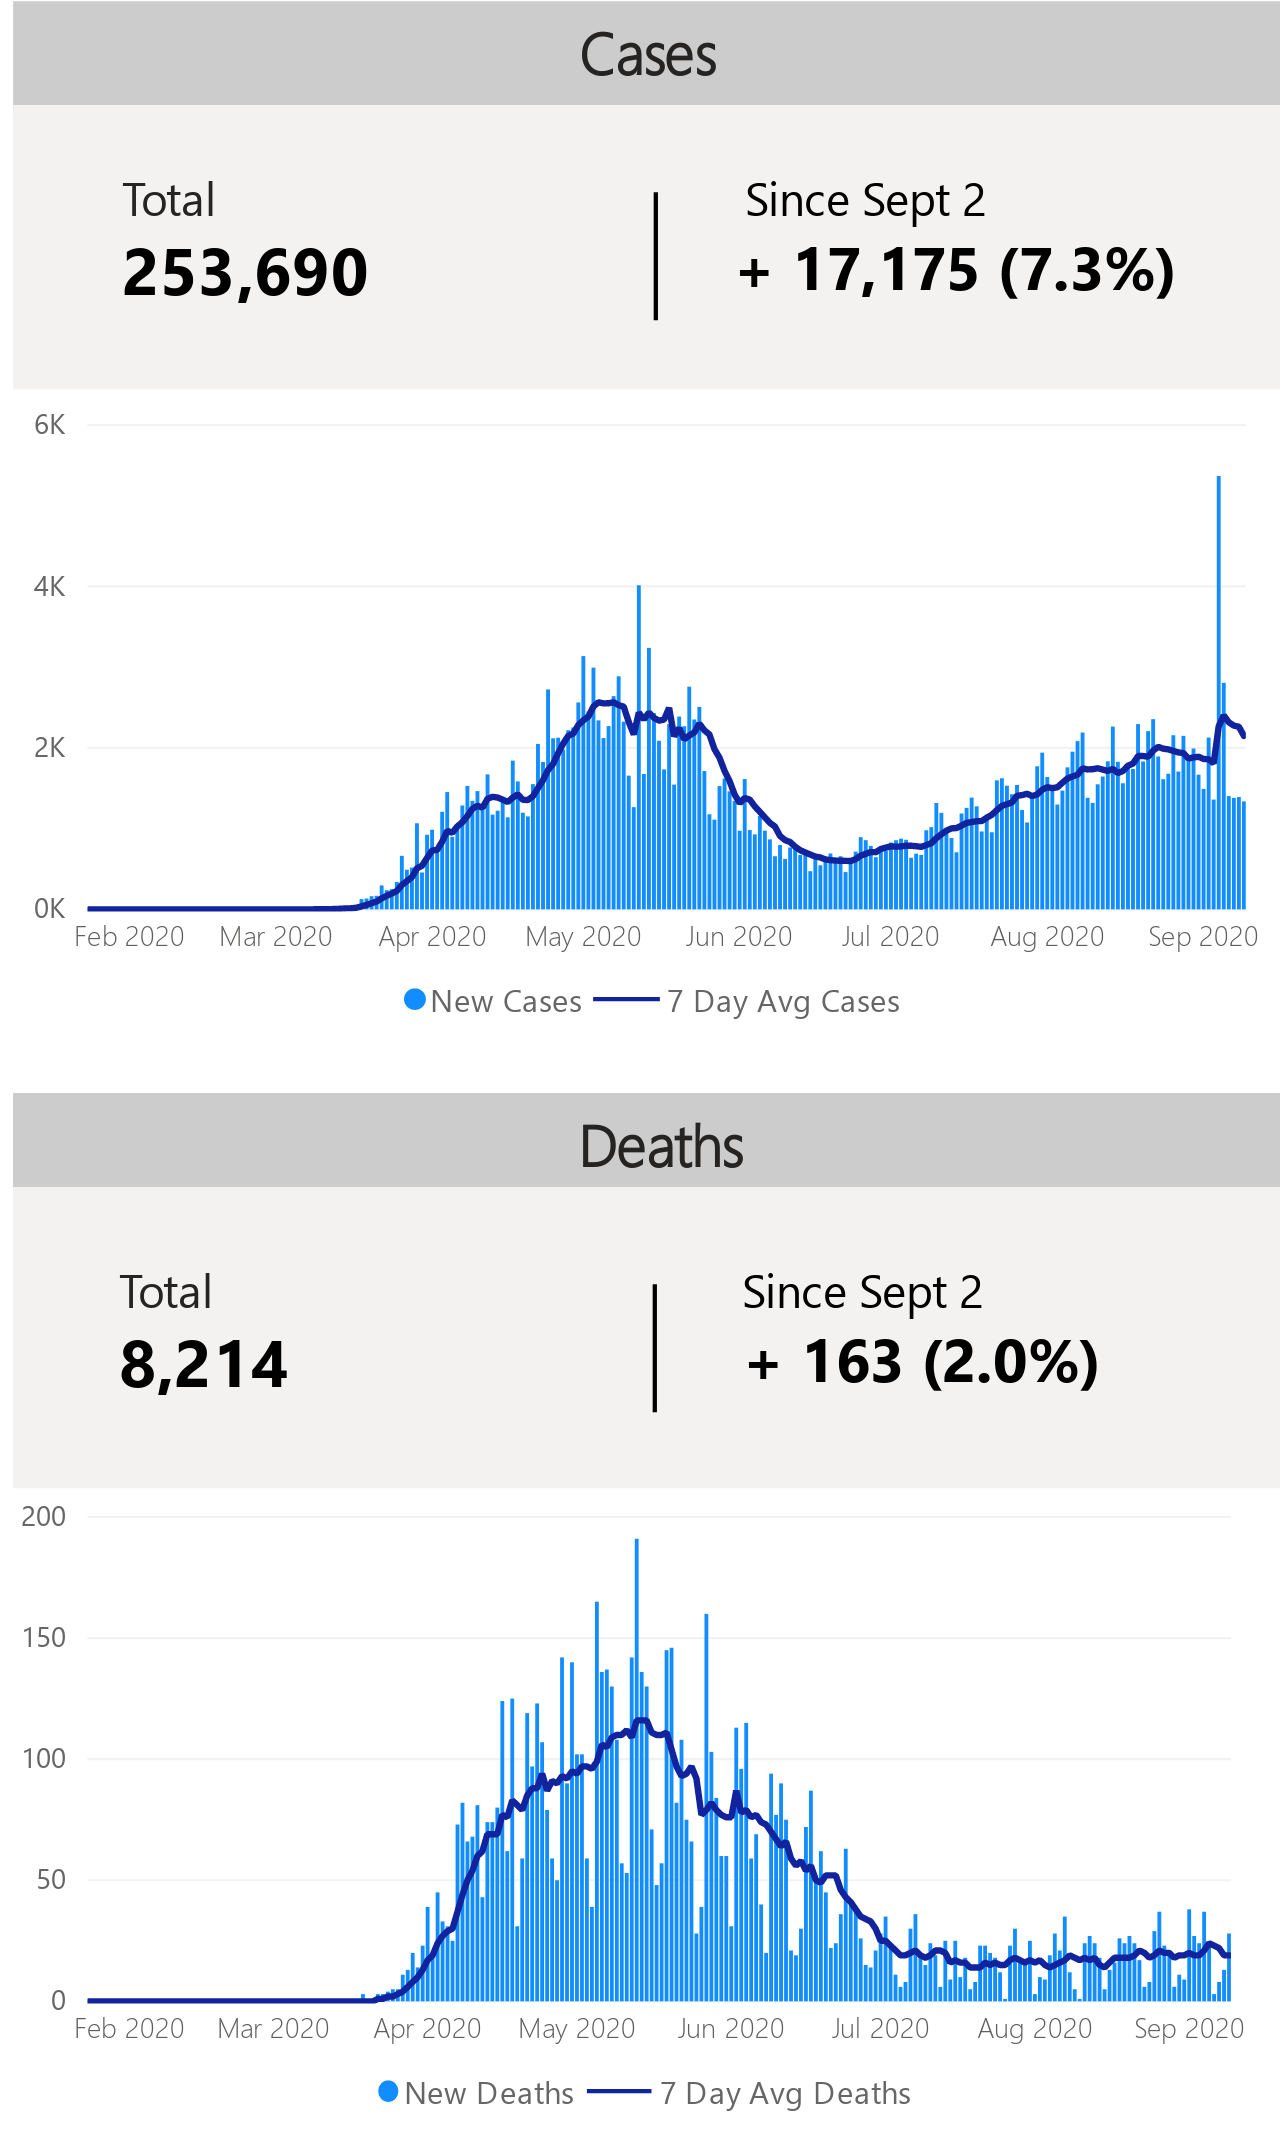 Cases
Total
Since Sept 2
253,690
+ 17,175 (7.3%)
6K
4K
2K
0K
Feb 2020 Mar 2020 Apr 2020 May 2020 Jun 2020 Jul 2020 Aug 2020 Sep 2020
New Cases 7 Day Avg Cases
Deaths
Total
Since Sept 2
8,214
+ 163 (2.0%)
200
150
100
50
0
Feb 2020 Mar 2020 Apr 2020 May 2020 Jun 2020 Jul 2020 Aug 2020 Sep 2020
New Deaths 7 Day Avg Deaths